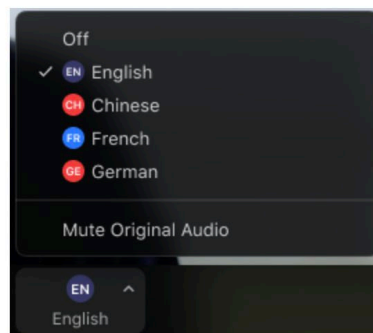 Off
EN English
CH Chinese
FR French
GE German
Mute Original Audio
EN
English